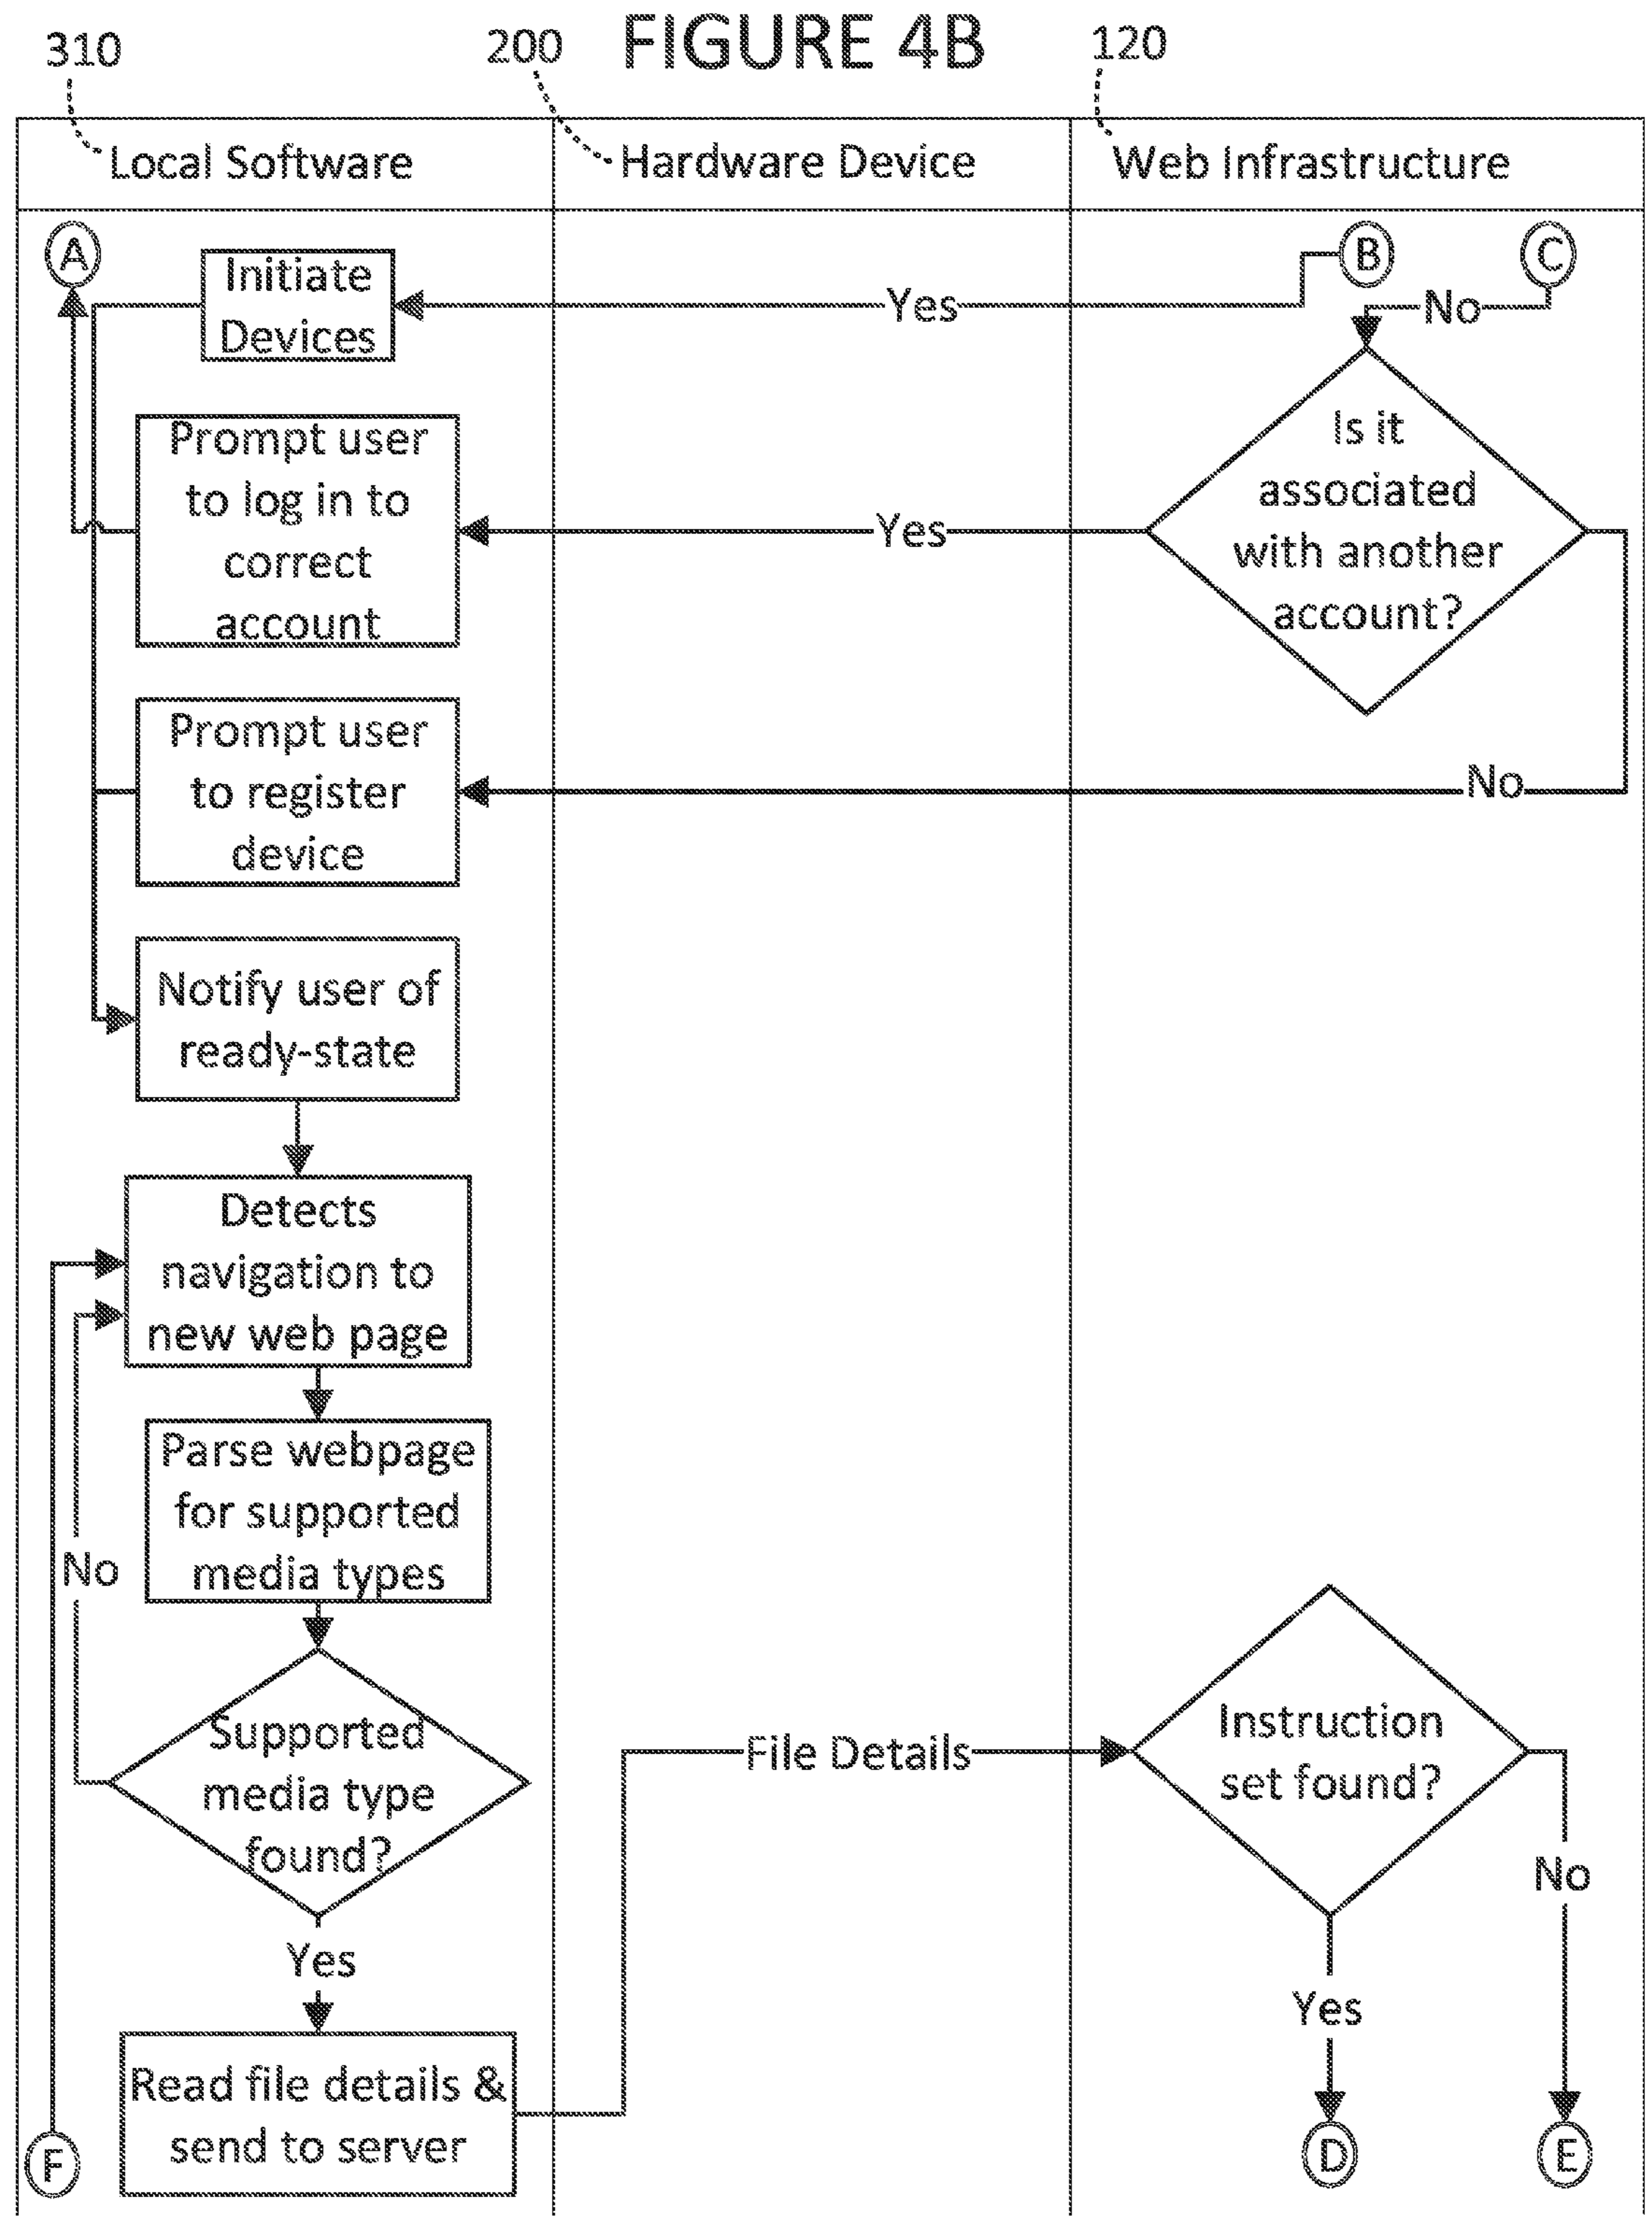 FIGURE 4B
310
200
120
Local Software
Hardware Device
Web Infrastructure
A
Initiate
Devices
Yes
B
C
No
Is it
associated
with another
account?
Prompt user
to log in to
correct
account
Yes
Prompt user
to register
device
No
Notify user of
ready-state
Detects
navigation to
new web page
Parse webpage
for supported
media types
No
Supported
media type
found?
File Details
Instruction
set found?
No
Yes
Yes
Read file details &
send to server
F
D
E